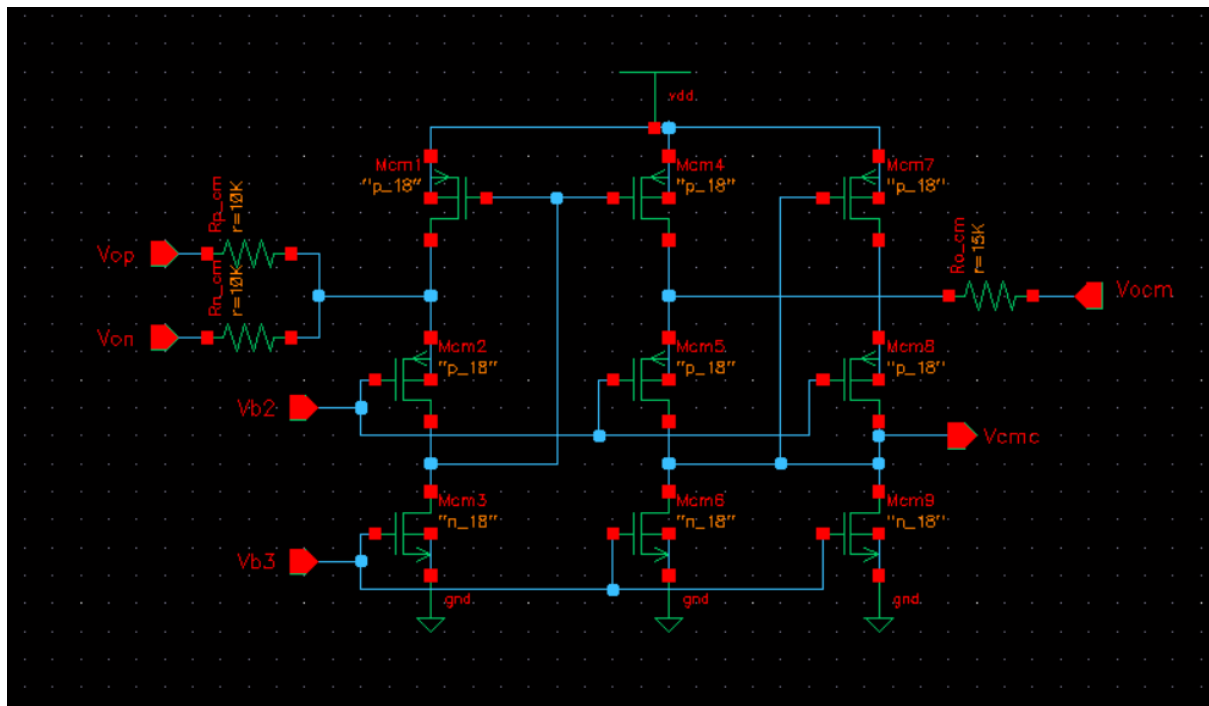 vdd
Mcm1
"p_18"
Mcm4
"p_18"
Mcm7
"p_18"
Rp_cm
r=10K
Vop
Rn_cm
r=10K
Von
Ro_cm
r=15K
Vocm
Mcm2
"p_18"
Mcm5
"p_18"
Mcm8
"p_18"
Vb2
Vcmc
Mcm3
"n_18"
Mcm6
"n_18"
Mcm9
"n_18"
Vb3
gnd
gnd
gnd